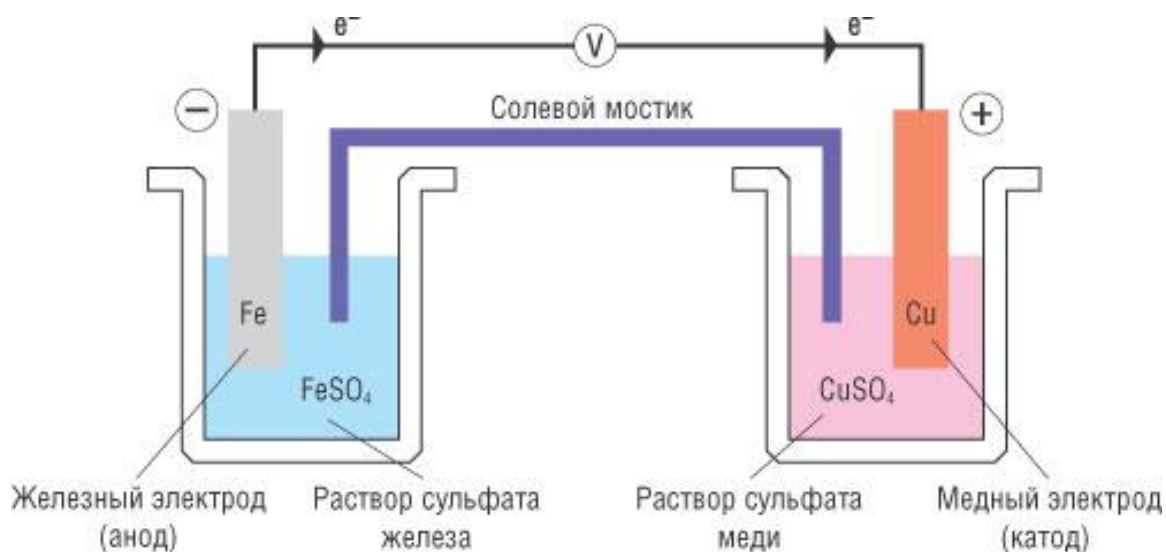 e⁻
e⁻
V
−
Солевой мостик
+
Fe
Cu
FeSO₄
CuSO₄
Железный электрод
(анод)
Раствор сульфата
железа
Раствор сульфата
меди
Медный электрод
(катод)